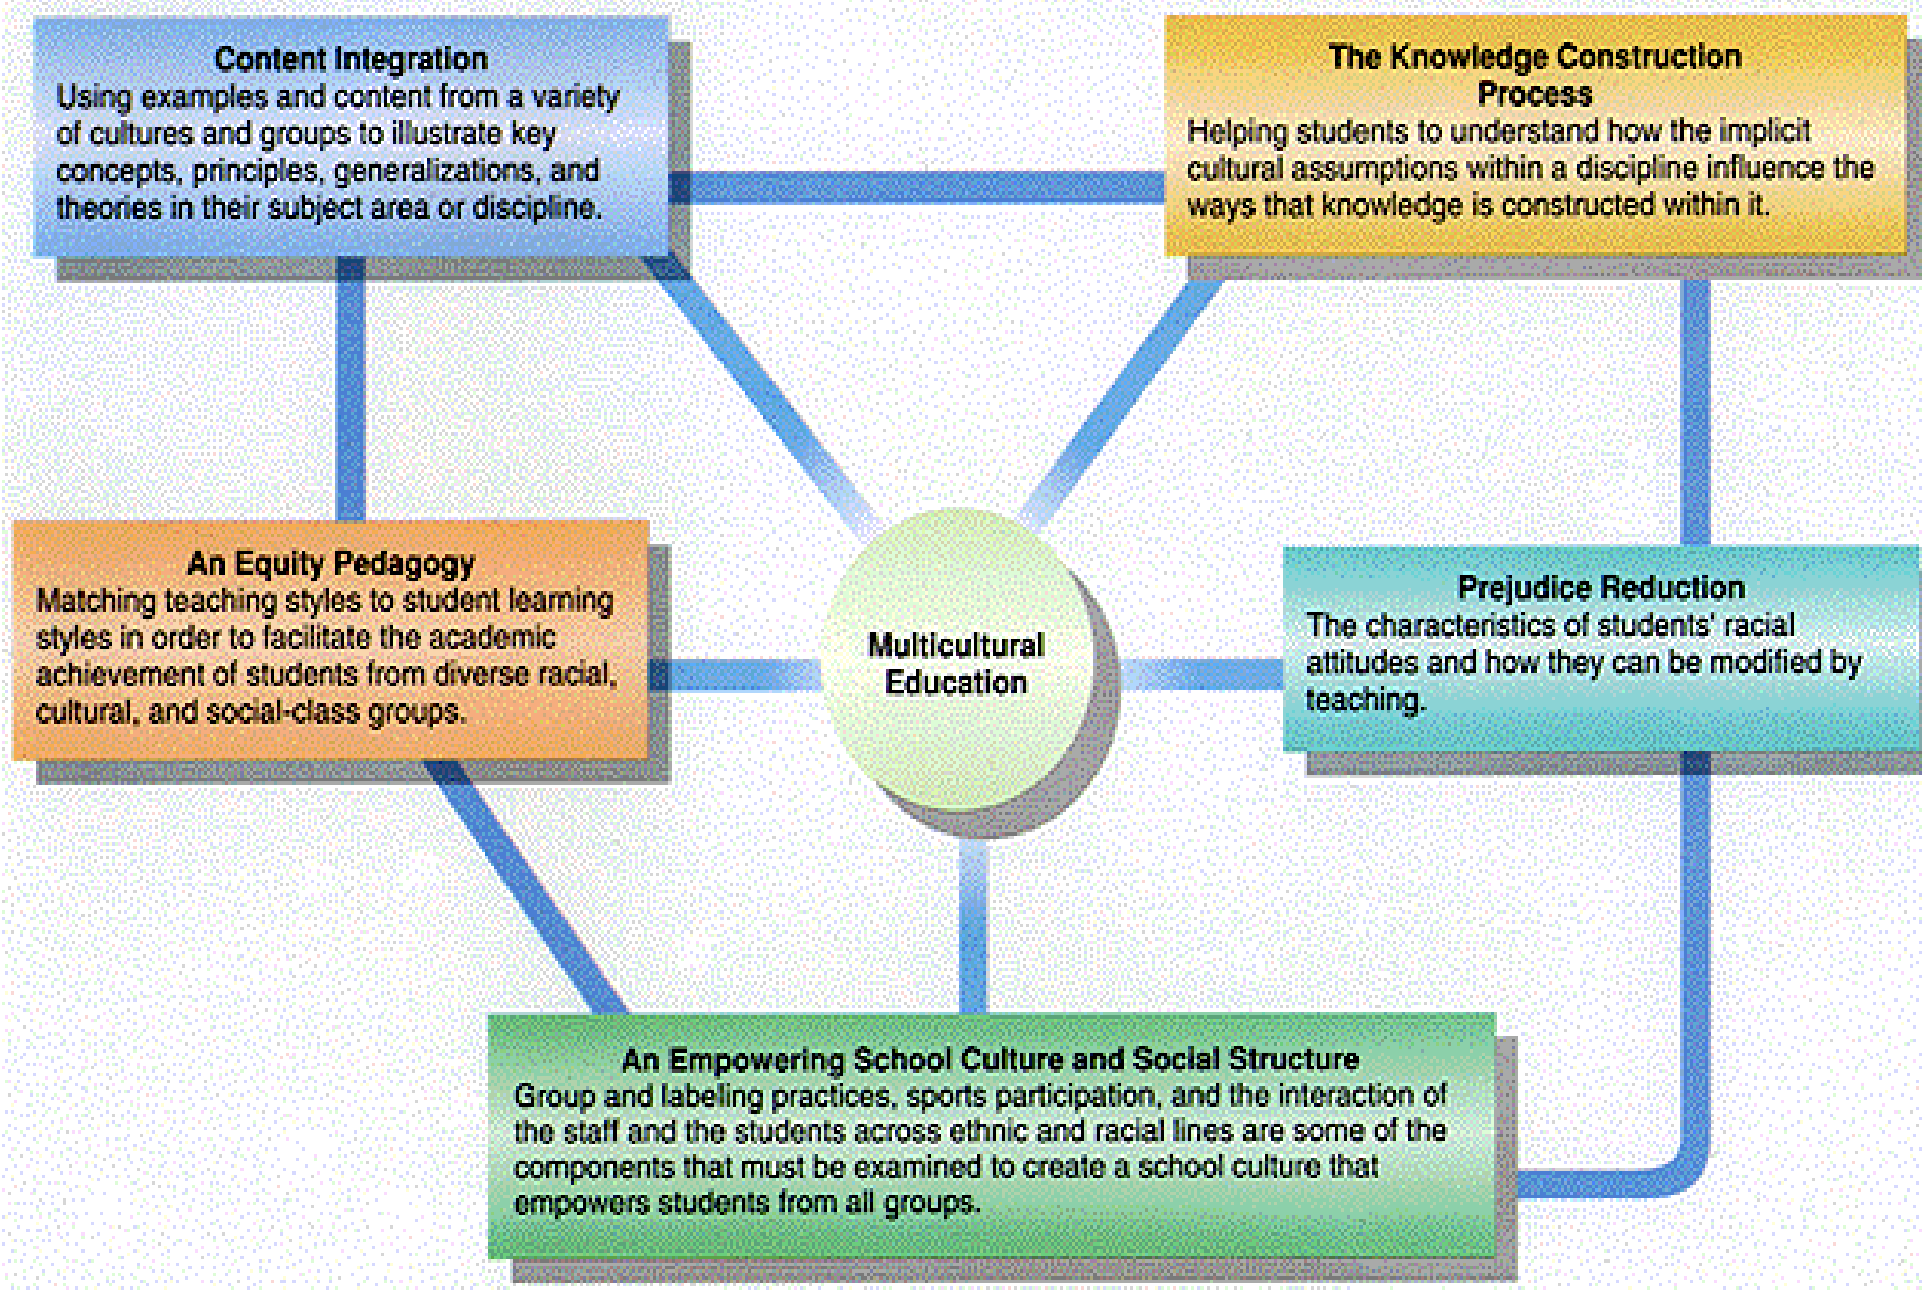 Content Integration
Using examples and content from a variety
of cultures and groups to illustrate key
concepts, principles, generalizations, and
theories in their subject area or discipline.
The Knowledge Construction
Process
Helping students to understand how the implicit
cultural assumptions within a discipline influence the
ways that knowledge is constructed within it.
An Equity Pedagogy
Matching teaching styles to student learning
styles in order to facilitate the academic
achievement of students from diverse racial,
cultural, and social-class groups.
Multicultural
Education
Prejudice Reduction
The characteristics of students' racial
attitudes and how they can be modified by
teaching.
An Empowering School Culture and Social Structure
Group and labeling practices, sports participation, and the interaction of
the staff and the students across ethnic and racial lines are some of the
components that must be examined to create a school culture that
empowers students from all groups.